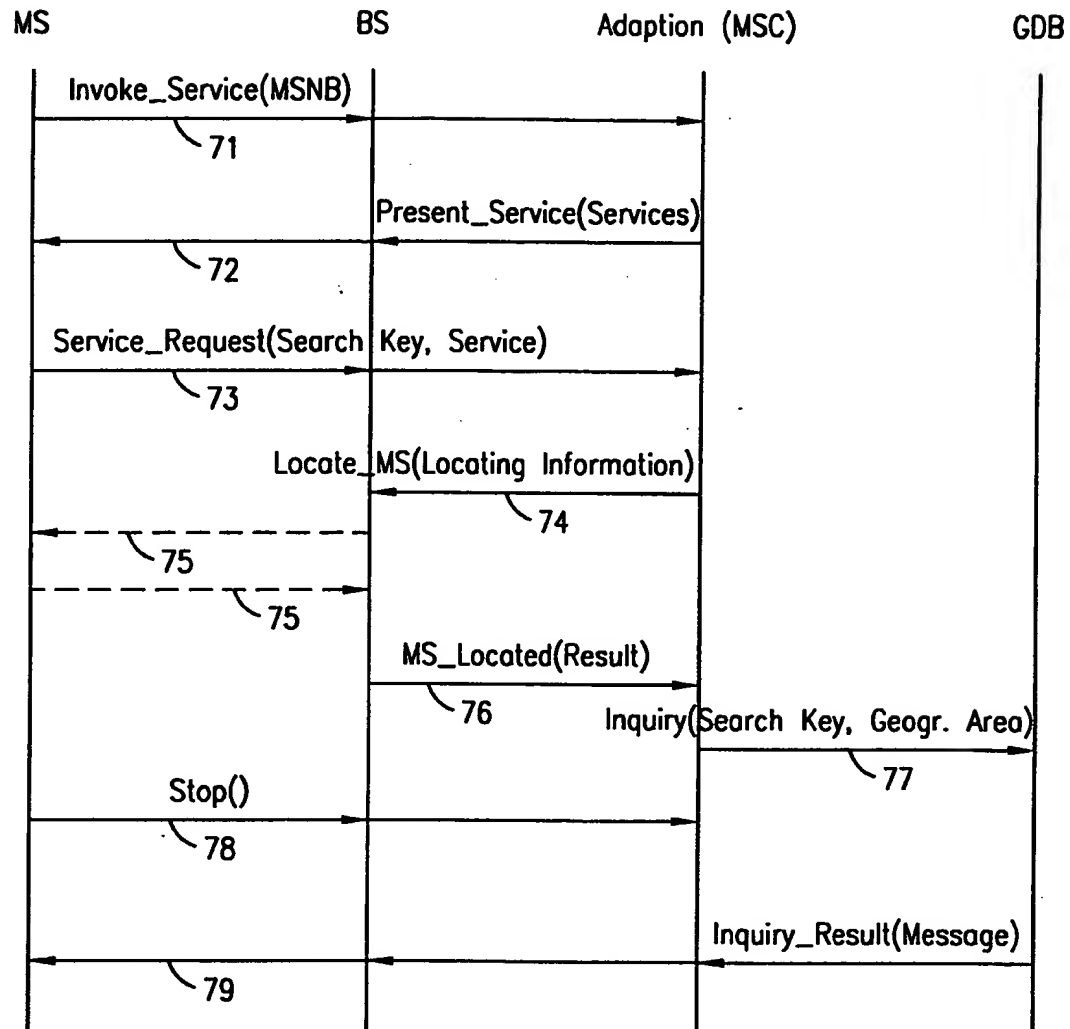 MS BS Adaption (MSC) GDB
Invoke_Service(MSNB)
71
Present_Service(Services)
72
Service_Request(Search Key, Service)
73
Locate_MS(Locating Information)
74
75
75
MS_Located(Result)
76
Inquiry(Search Key, Geogr. Area)
77
Stop()
78
Inquiry_Result(Message)
79